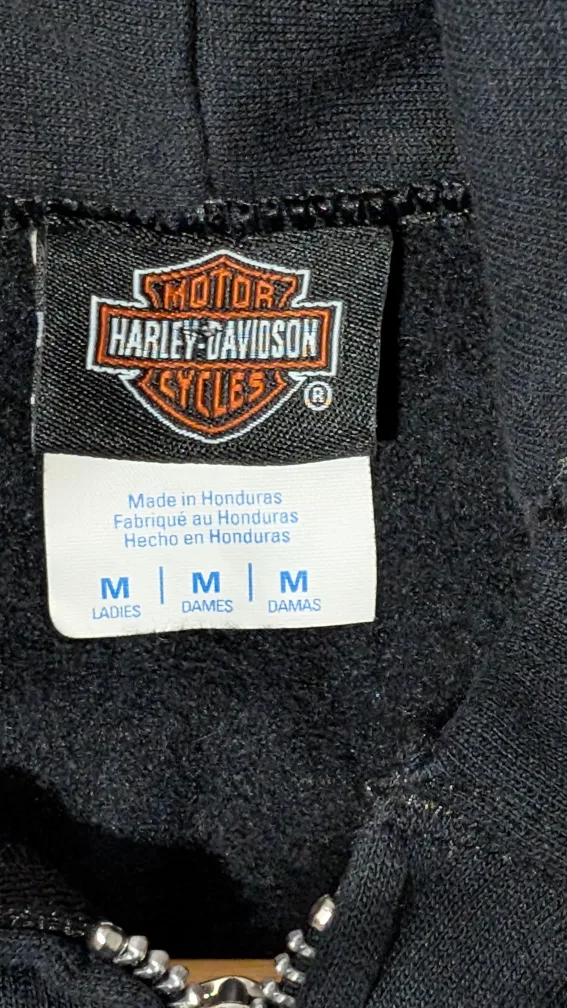 MOTOR
HARLEY-DAVIDSON
CYCLES
®
Made in Honduras
Fabriqué au Honduras
Hecho en Honduras
M | M | M
LADIES DAMES DAMAS